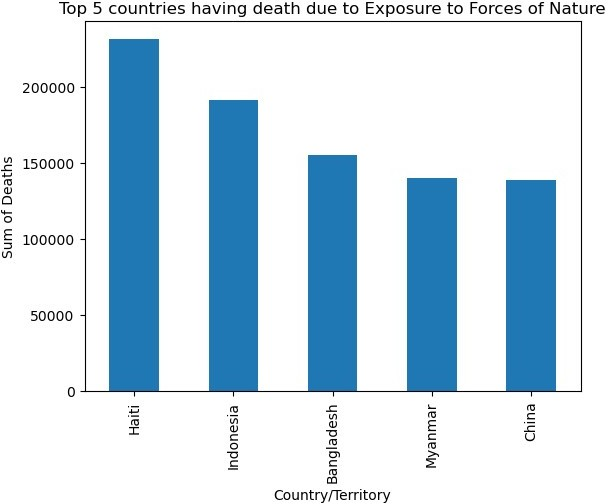 Top 5 countries having death due to Exposure to Forces of Nature
Sum of Deaths
200000
150000
100000
50000
0
Haiti
Indonesia
Bangladesh
Myanmar
China
Country/Territory